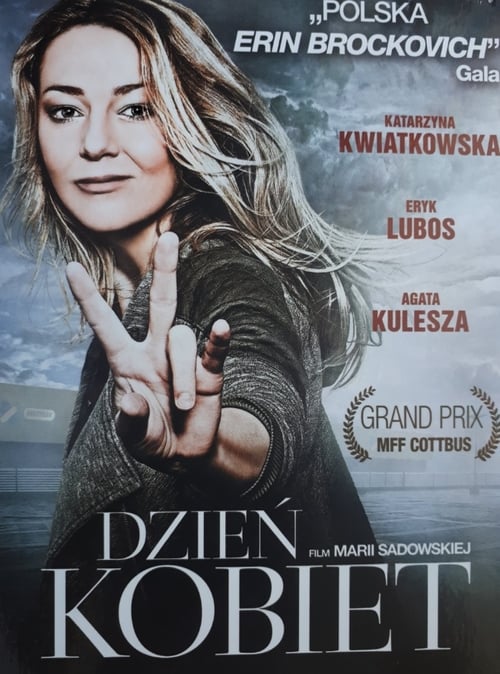 „POLSKA
ERIN BROCKOVICH”
Gala
KATARZYNA
KWIATKOWSKA
ERYK
LUBOS
AGATA
KULESZA
GRAND PRIX
MFF COTTBUS
DZIEŃ
FILM MARII SADOWSKIEJ
KOBIET